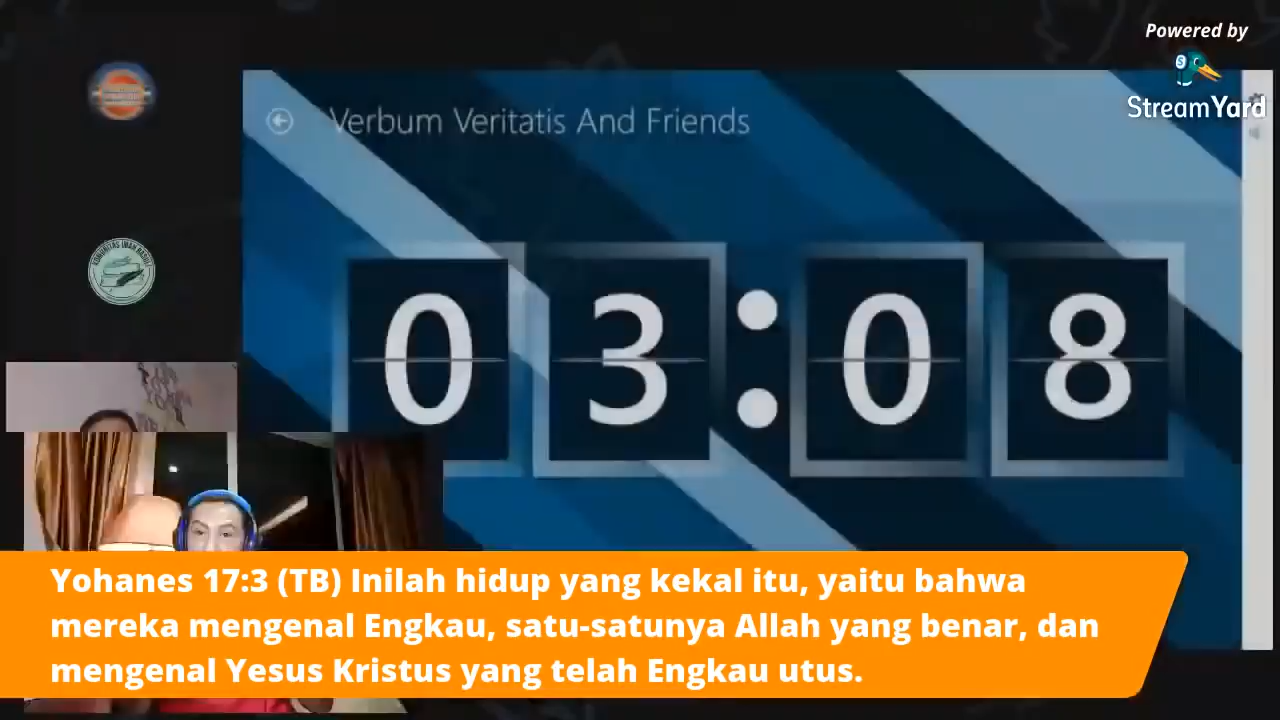 Powered by
StreamYard
Verbum Veritatis And Friends
03:08
Yohanes 17:3 (TB) Inilah hidup yang kekal itu, yaitu bahwa
mereka mengenal Engkau, satu-satunya Allah yang benar, dan
mengenal Yesus Kristus yang telah Engkau utus.